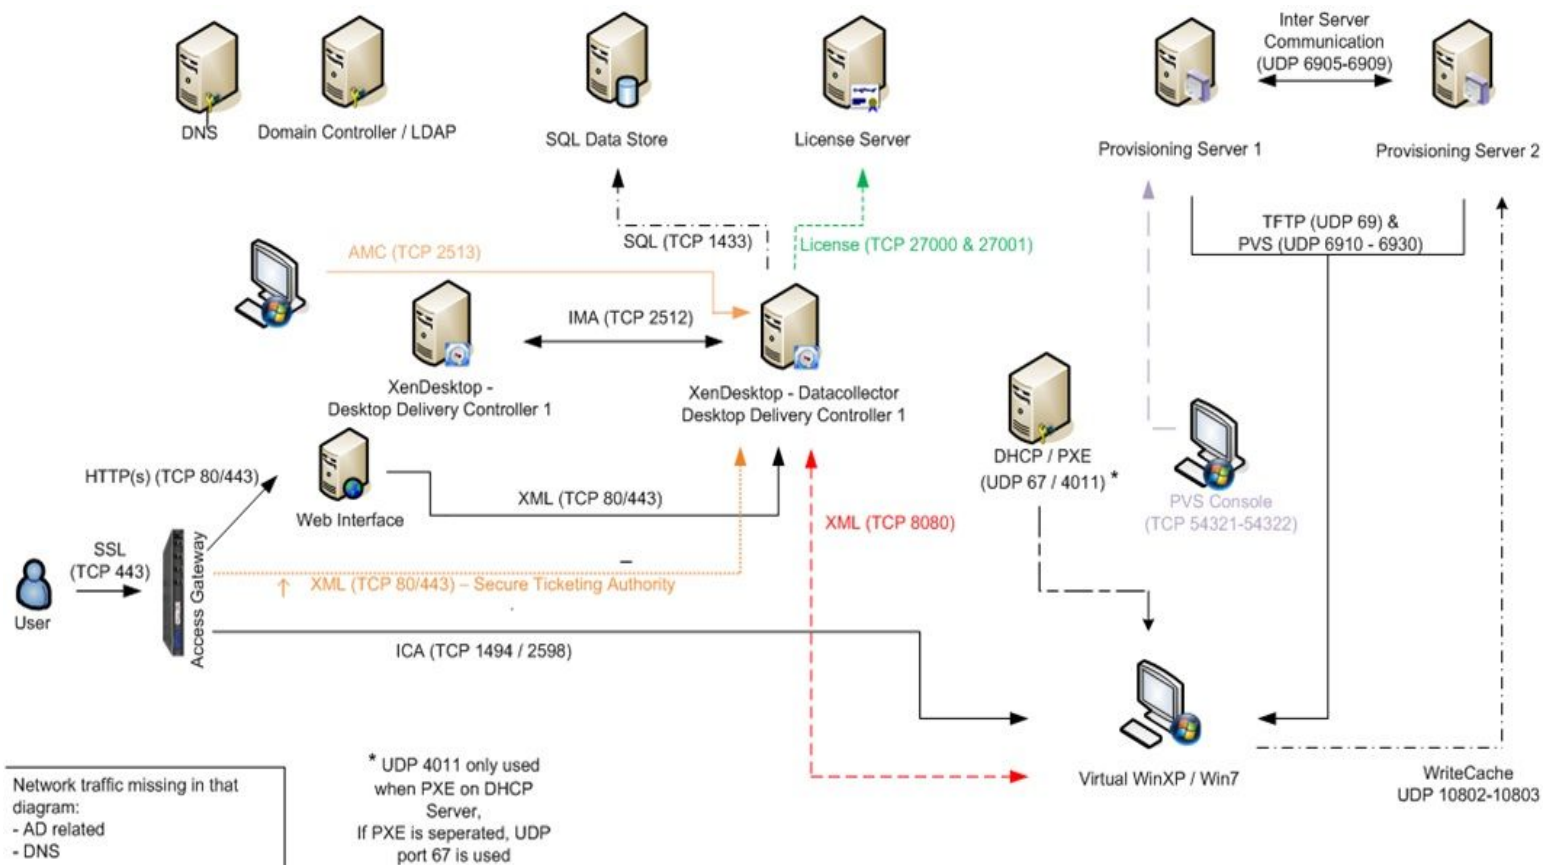 Inter Server
Communication
(UDP 6905-6909)
DNS
Domain Controller / LDAP
SQL Data Store
License Server
Provisioning Server 1
Provisioning Server 2
TFTP (UDP 69) &
PVS (UDP 6910 - 6930)
SQL (TCP 1433)
License (TCP 27000 & 27001)
AMC (TCP 2513)
IMA (TCP 2512)
XenDesktop -
Desktop Delivery Controller 1
XenDesktop - Datacollector
Desktop Delivery Controller 1
DHCP / PXE
(UDP 67 / 4011) *
PVS Console
(TCP 54321-54322)
HTTP(s) (TCP 80/443)
Web Interface
XML (TCP 80/443)
XML (TCP 8080)
SSL
(TCP 443)
User
Access Gateway
XML (TCP 80/443) – Secure Ticketing Authority
ICA (TCP 1494 / 2598)
Virtual WinXP / Win7
WriteCache
UDP 10802-10803
Network traffic missing in that
diagram:
- AD related
- DNS
* UDP 4011 only used
when PXE on DHCP
Server,
If PXE is seperated, UDP
port 67 is used